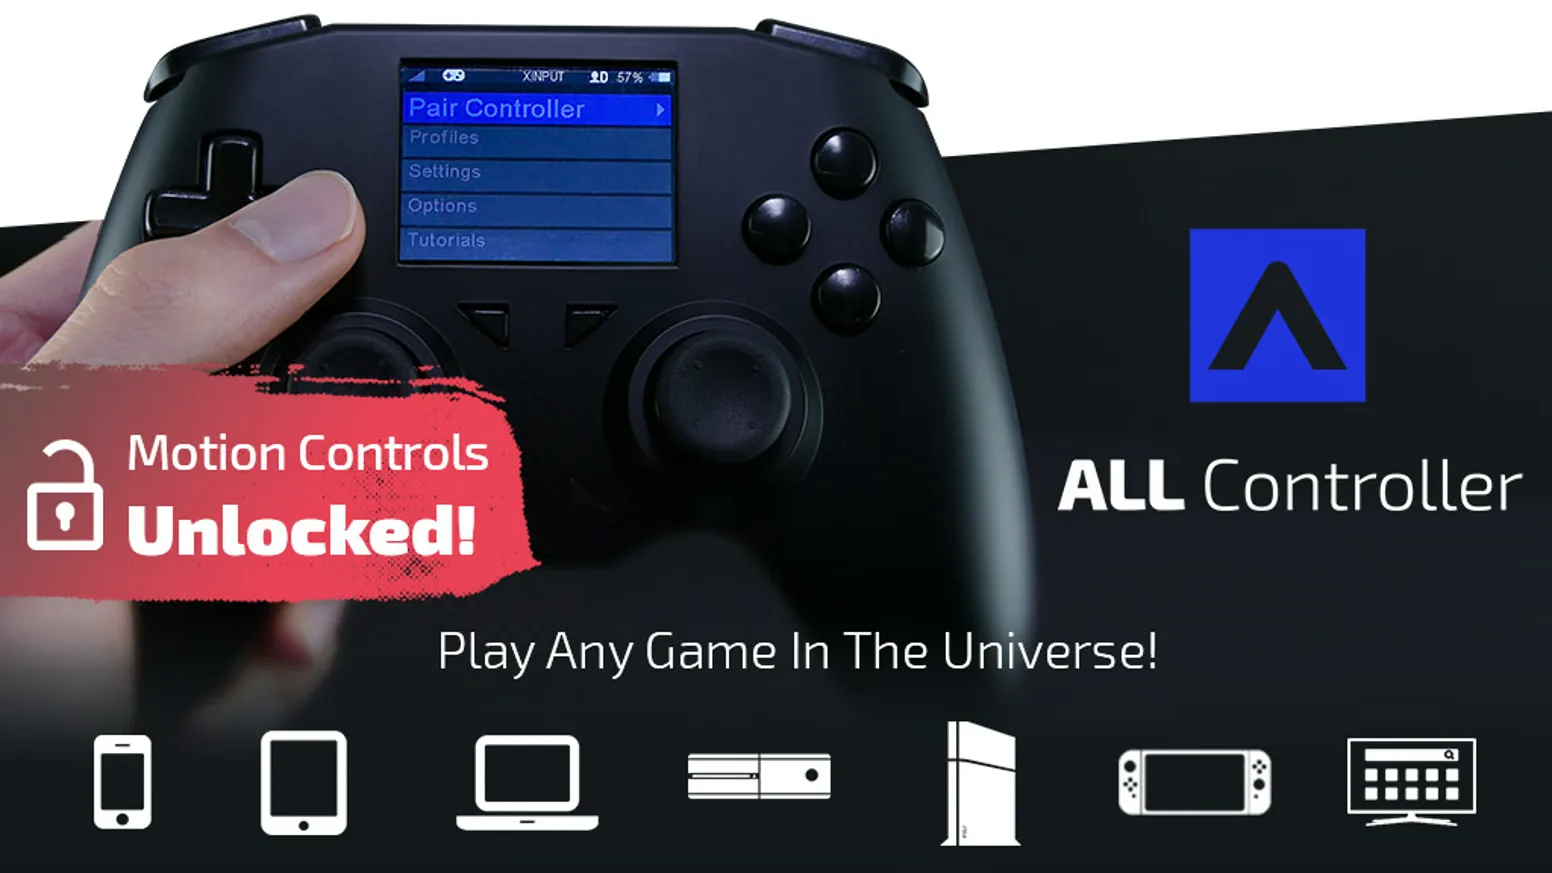 XINPUT 57%
Pair Controller
Profiles
Settings
Options
Tutorials
Motion Controls
Unlocked!
ALL Controller
Play Any Game In The Universe!